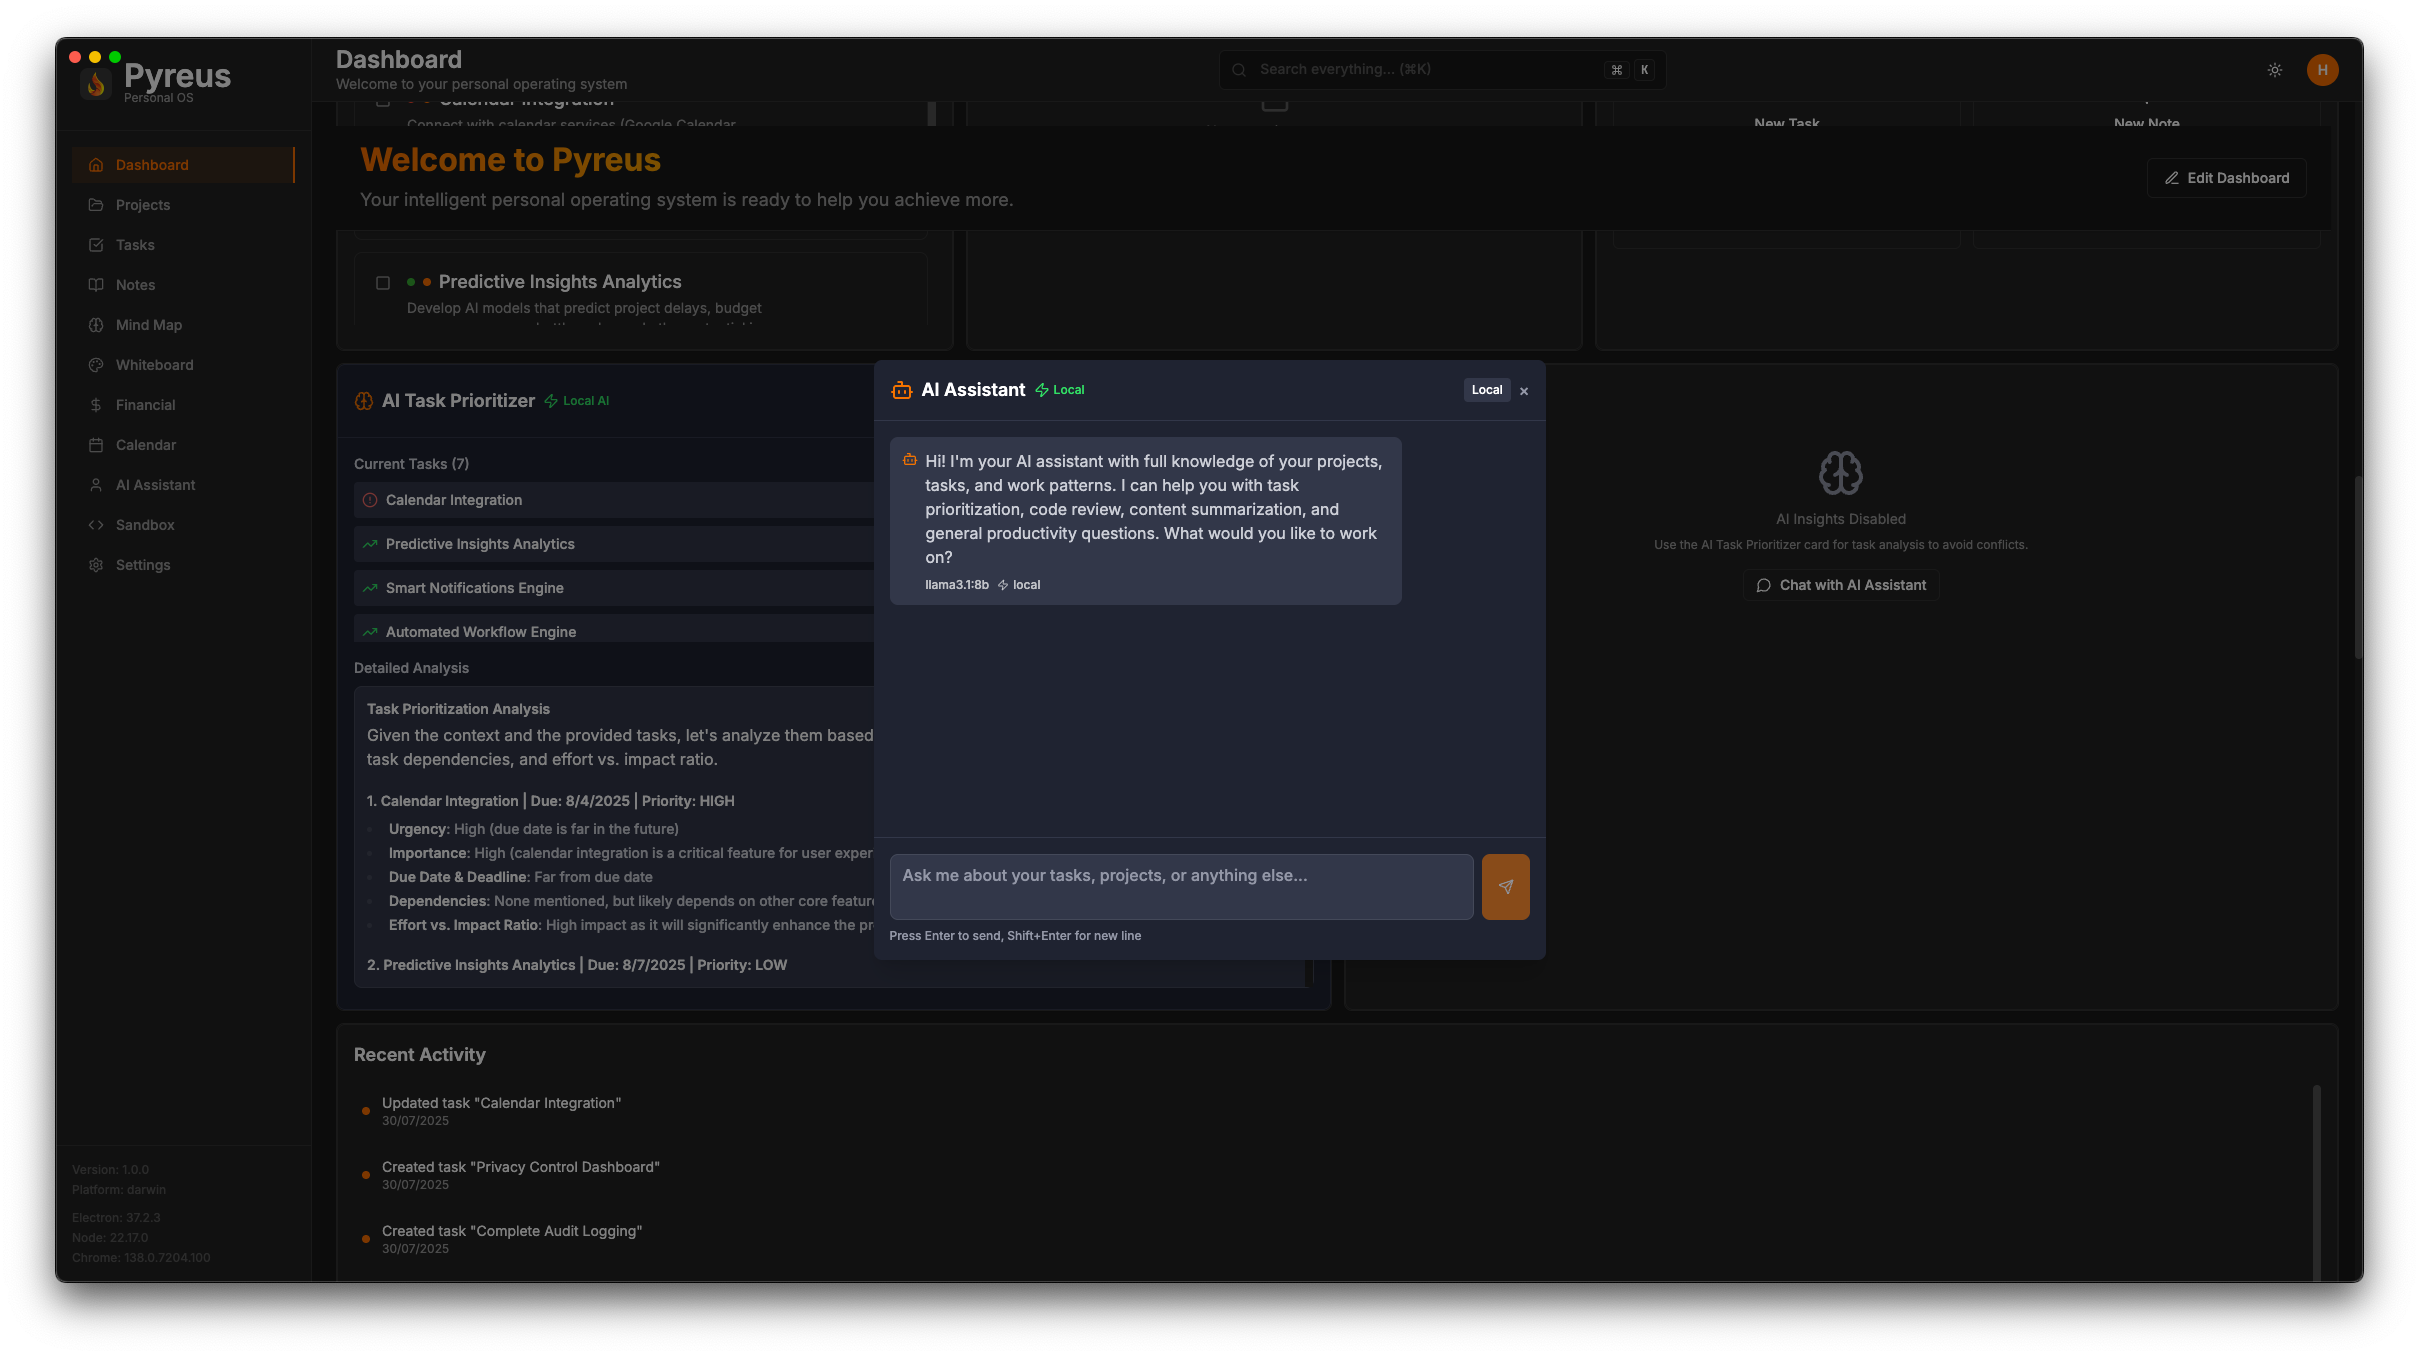 Pyreus
Personal OS
Dashboard
Welcome to your personal operating system
Search everything... (⌘K)
⌘ K
H
Dashboard
Projects
Tasks
Notes
Mind Map
Whiteboard
Financial
Calendar
AI Assistant
Sandbox
Settings
Version: 1.0.0
Platform: darwin
Electron: 37.2.3
Node: 22.17.0
Chrome: 138.0.7204.100
Calendar Integration
Connect with calendar services (Google Calendar
New Task
New Note
Welcome to Pyreus
Your intelligent personal operating system is ready to help you achieve more.
Edit Dashboard
Predictive Insights Analytics
Develop AI models that predict project delays, budget
AI Task Prioritizer Local AI
Current Tasks (7)
Calendar Integration
Predictive Insights Analytics
Smart Notifications Engine
Automated Workflow Engine
Detailed Analysis
Task Prioritization Analysis
Given the context and the provided tasks, let's analyze them based
task dependencies, and effort vs. impact ratio.
1. Calendar Integration | Due: 8/4/2025 | Priority: HIGH
Urgency: High (due date is far in the future)
Importance: High (calendar integration is a critical feature for user exper
Due Date & Deadline: Far from due date
Dependencies: None mentioned, but likely depends on other core feature
Effort vs. Impact Ratio: High impact as it will significantly enhance the pr
2. Predictive Insights Analytics | Due: 8/7/2025 | Priority: LOW
AI Assistant Local
Local ×
Hi! I'm your AI assistant with full knowledge of your projects,
tasks, and work patterns. I can help you with task
prioritization, code review, content summarization, and
general productivity questions. What would you like to work
on?
llama3.1:8b local
Ask me about your tasks, projects, or anything else...
Press Enter to send, Shift+Enter for new line
AI Insights Disabled
Use the AI Task Prioritizer card for task analysis to avoid conflicts.
Chat with AI Assistant
Recent Activity
Updated task "Calendar Integration"
30/07/2025
Created task "Privacy Control Dashboard"
30/07/2025
Created task "Complete Audit Logging"
30/07/2025